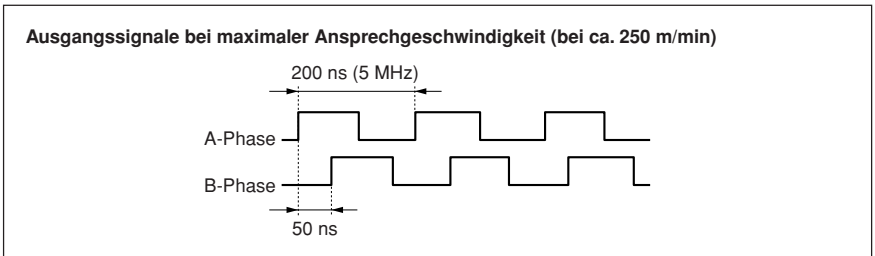 Ausgangssignale bei maximaler Ansprechgeschwindigkeit (bei ca. 250 m/min)
200 ns (5 MHz)
A-Phase
B-Phase
50 ns